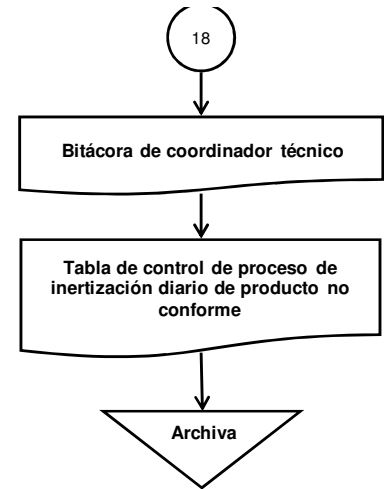 18
Bitácora de coordinador técnico
Tabla de control de proceso de
inertización diario de producto no
conforme
Archiva